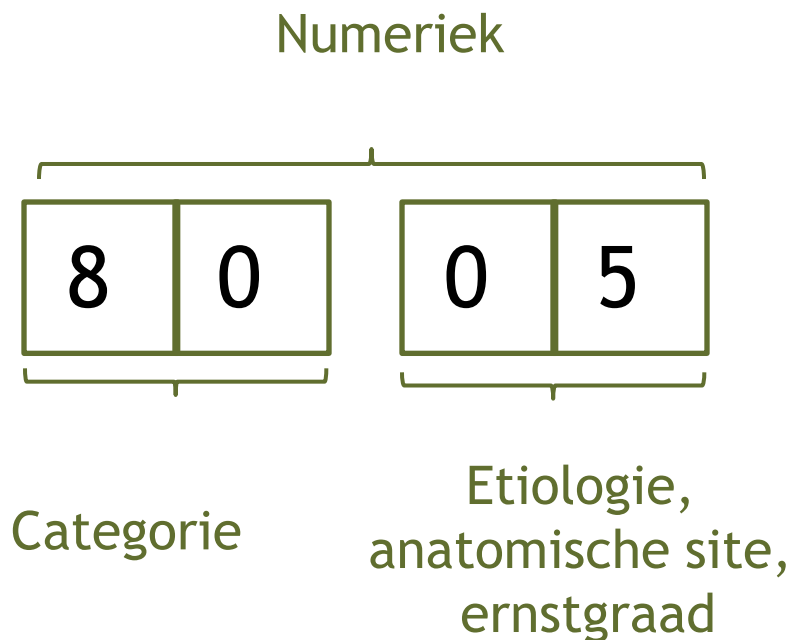 Numeriek
8 0 0 5
Categorie
Etiologie,
anatomische site,
ernstgraad